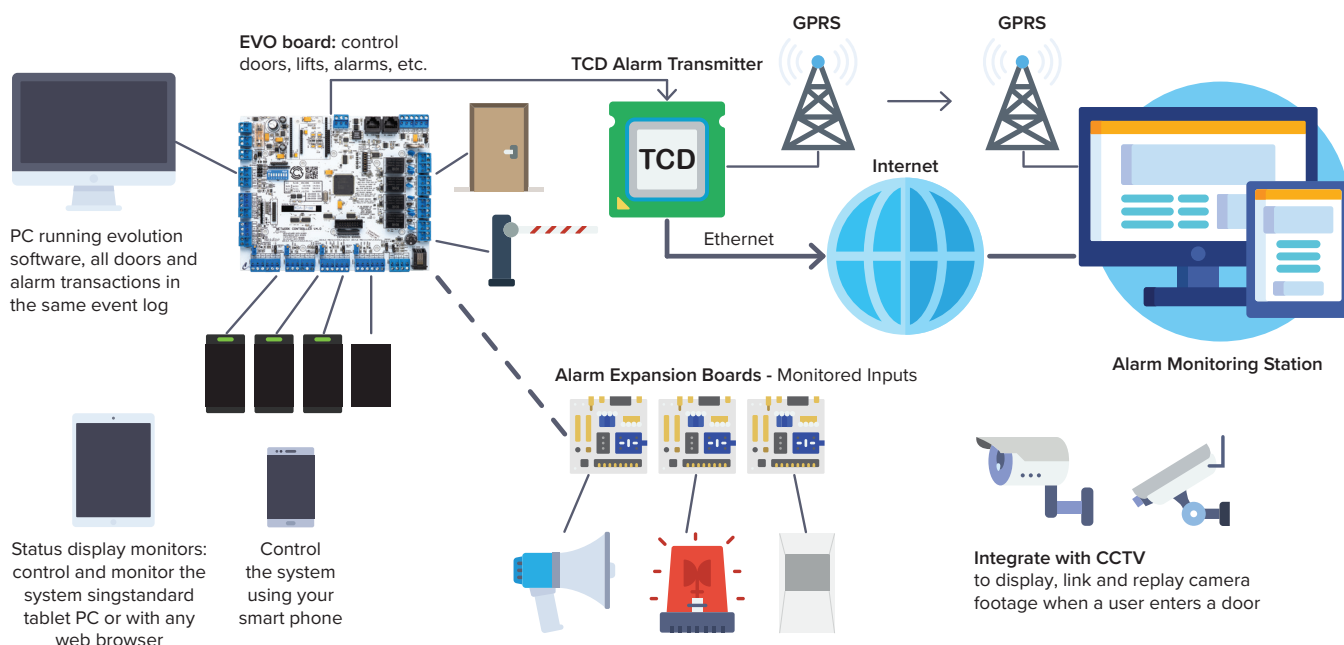 EVO board: control
doors, lifts, alarms, etc.
TCD Alarm Transmitter
GPRS
GPRS
TCD
Internet
Ethernet
PC running evolution
software, all doors and
alarm transactions in
the same event log
Alarm Monitoring Station
Alarm Expansion Boards - Monitored Inputs
Status display monitors:
control and monitor the
system singstandard
tablet PC or with any
web browser
Control
the system
using your
smart phone
Integrate with CCTV
to display, link and replay camera
footage when a user enters a door